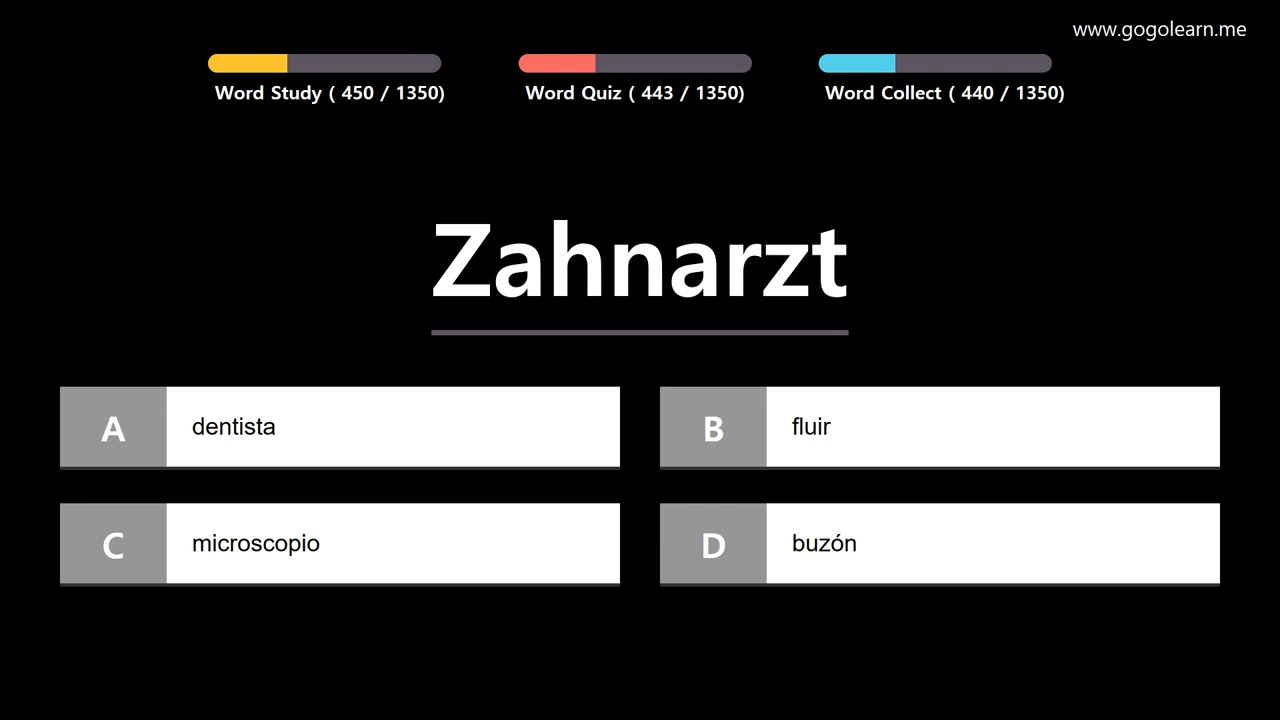 www.gogolearn.me
Word Study ( 450 / 1350)
Word Quiz ( 443 / 1350)
Word Collect ( 440 / 1350)
Zahnarzt
A dentista
B fluir
C microscopio
D buzón